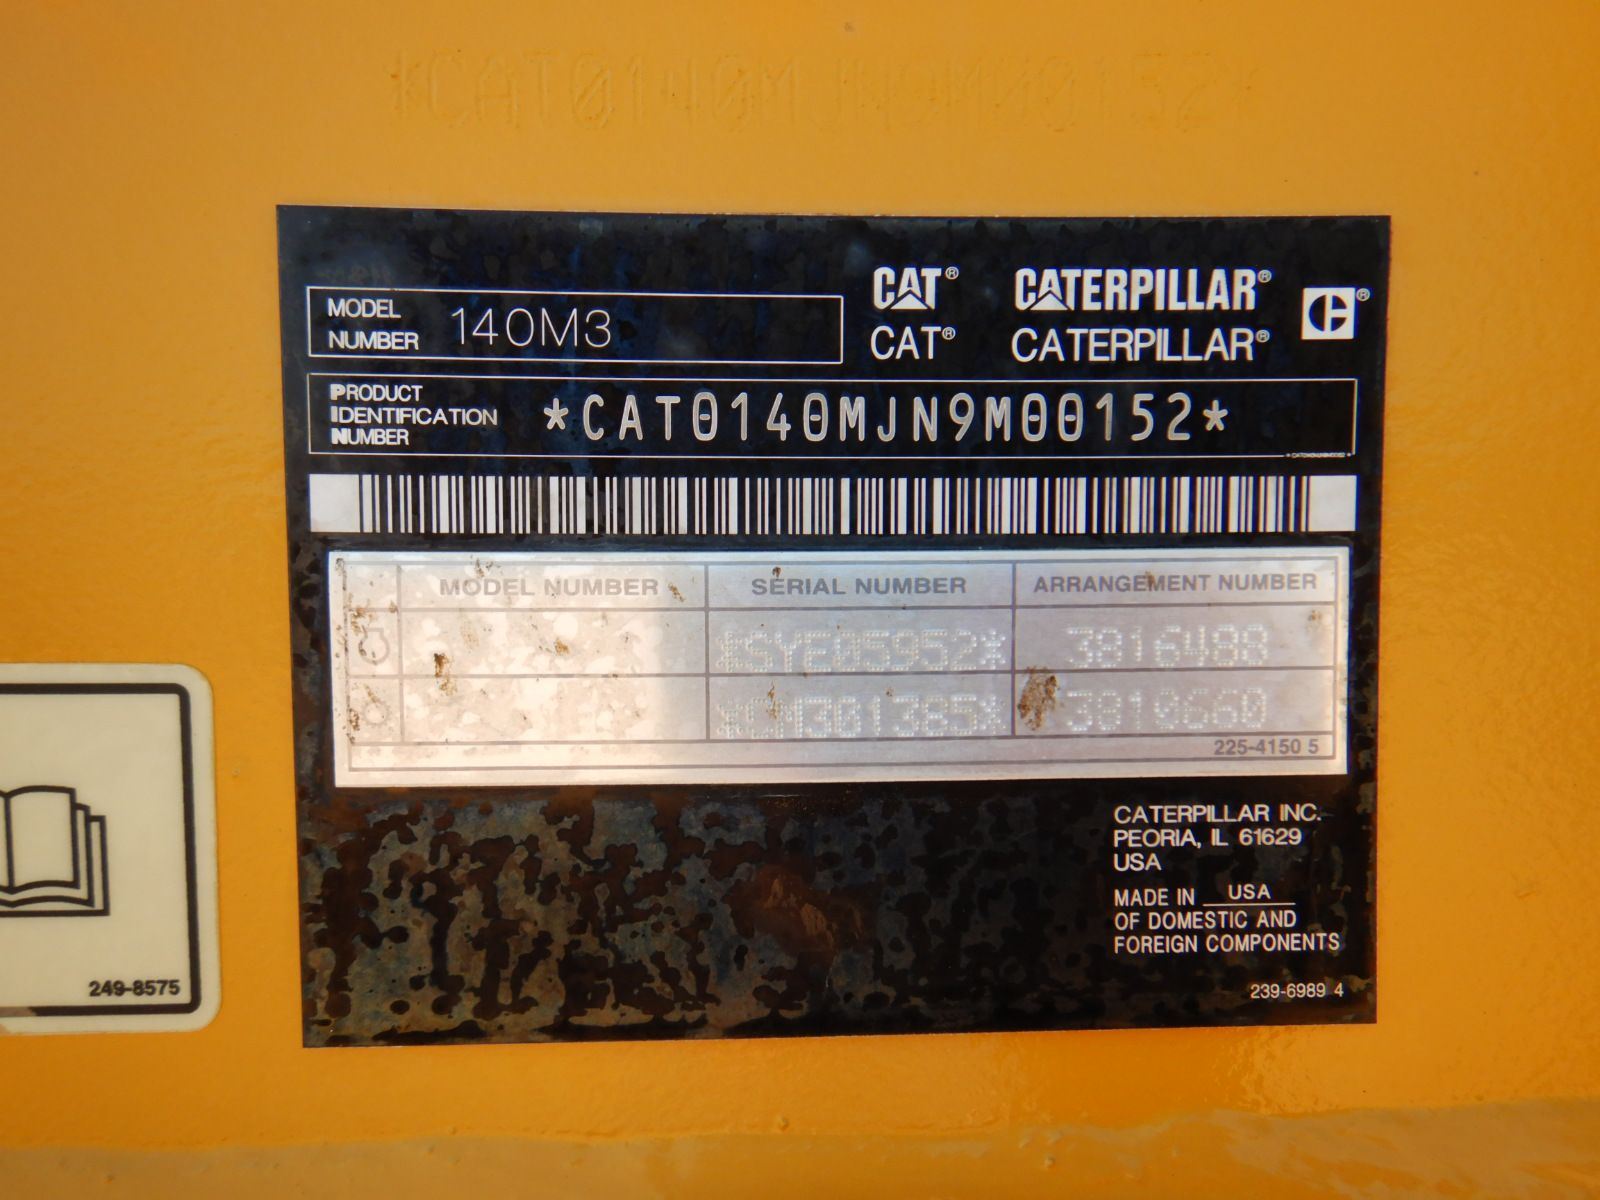 MODEL NUMBER 140M3
CAT® CATERPILLAR®
CAT® CATERPILLAR®
PRODUCT IDENTIFICATION NUMBER *CAT0140MJN9M00152*
MODEL NUMBER SERIAL NUMBER ARRANGEMENT NUMBER
*SYE05952* 3816488
3810660
225-4150 5
CATERPILLAR INC.
PEORIA, IL 61629
USA
MADE IN USA
OF DOMESTIC AND
FOREIGN COMPONENTS
239-6989 4
249-8575